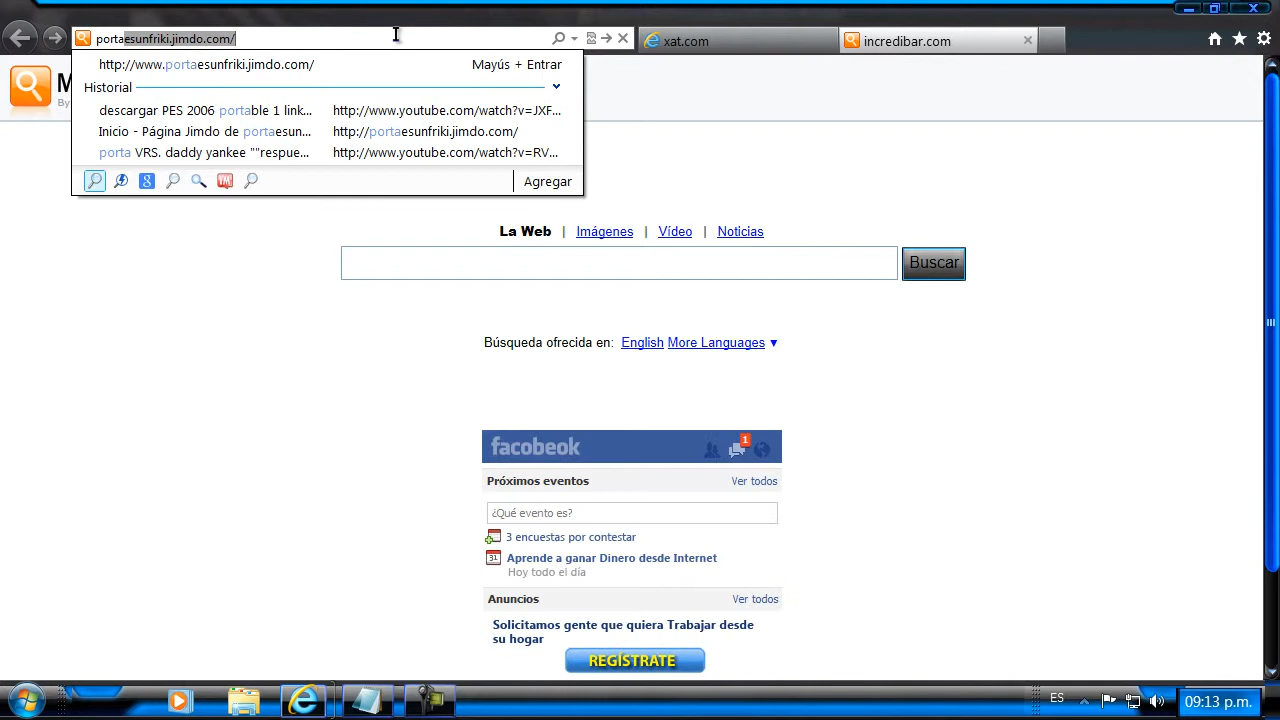 portaesunfriki.jimdo.com/
xat.com
incredibar.com
http://www.portaesunfriki.jimdo.com/ Mayús + Entrar
Historial
descargar PES 2006 portable 1 link... http://www.youtube.com/watch?v=JXF...
Inicio - Página Jimdo de portaesun... http://portaesunfriki.jimdo.com/
porta VRS. daddy yankee ""respue... http://www.youtube.com/watch?v=RV...
Agregar
M
By
La Web | Imágenes | Vídeo | Noticias
Buscar
Búsqueda ofrecida en: English More Languages ▼
facobeok 1
Próximos eventos Ver todos
¿Qué evento es?
3 encuestas por contestar
31 Aprende a ganar Dinero desde Internet
Hoy todo el día
Anuncios Ver todos
Solicitamos gente que quiera Trabajar desde
su hogar
REGÍSTRATE
ES 09:13 p.m.